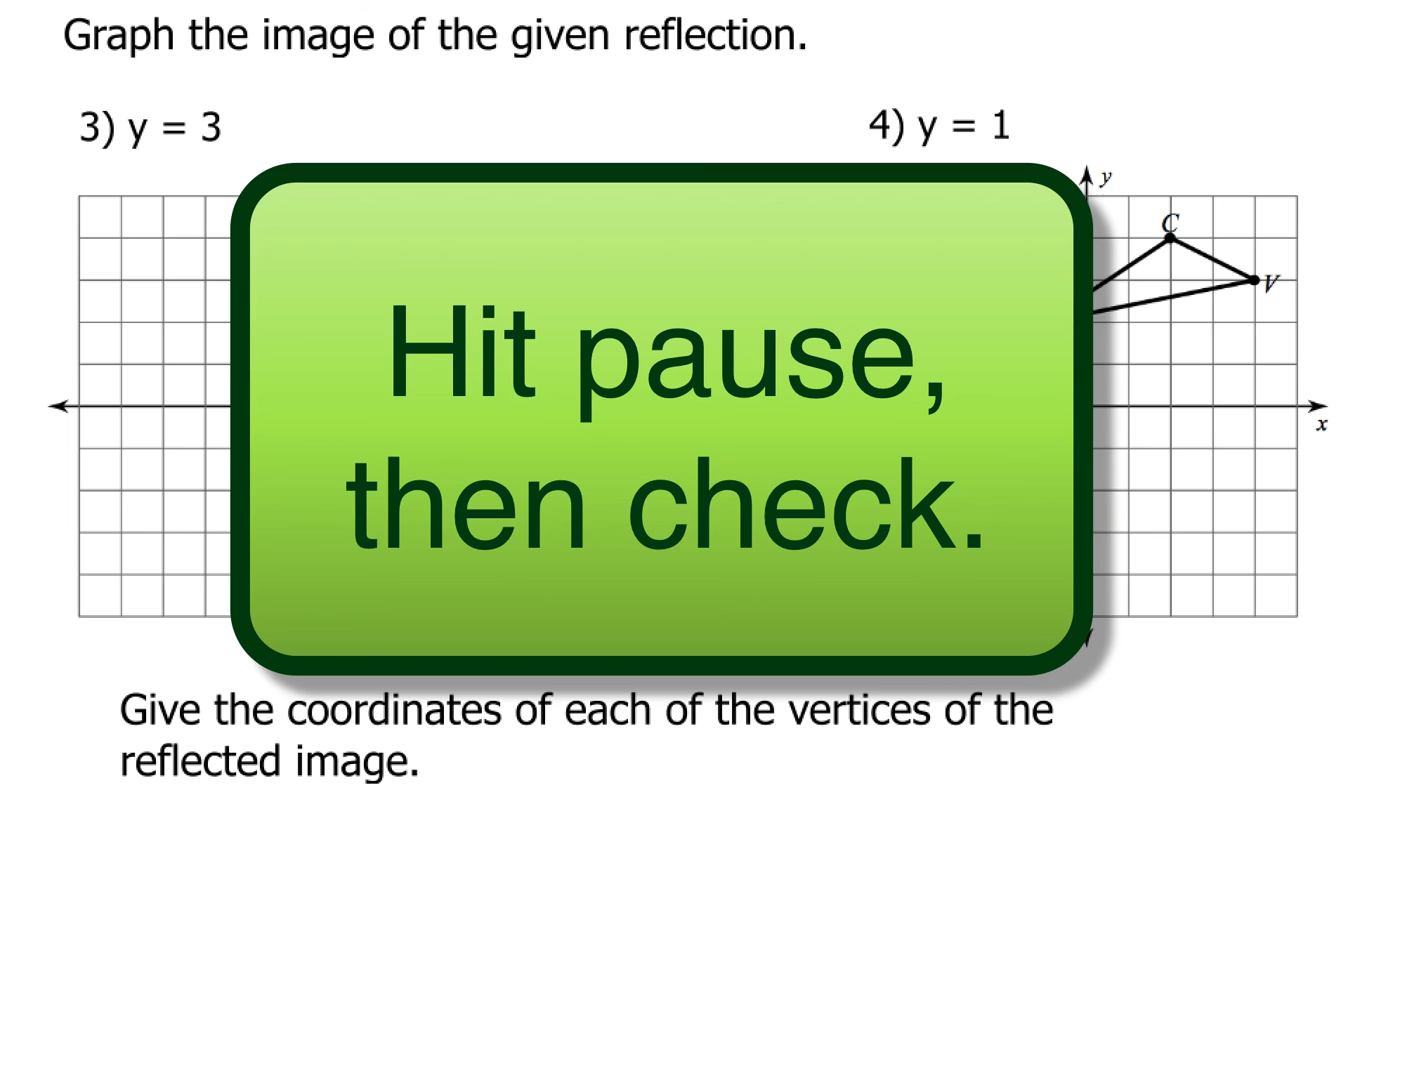 Graph the image of the given reflection.
3) y = 3
4) y = 1
y
C
V
x
Hit pause,
then check.
Give the coordinates of each of the vertices of the
reflected image.